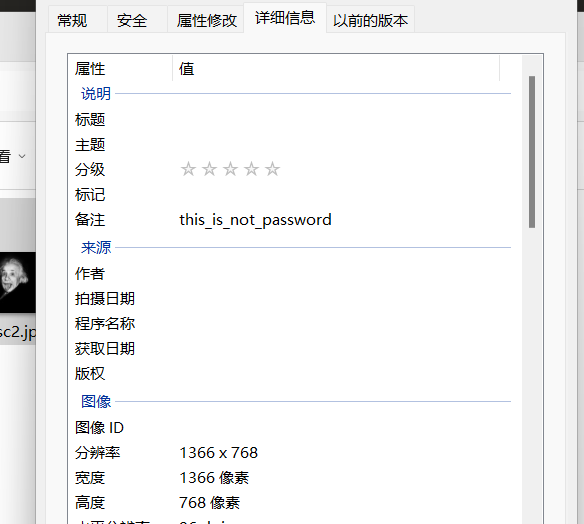 常规 安全 属性修改 详细信息 以前的版本
属性 值
说明
标题
主题
看
分级
标记
备注 this_is_not_password
来源
作者
拍摄日期
程序名称
sc2.jp
获取日期
版权
图像
图像 ID
分辨率 1366 x 768
宽度 1366 像素
高度 768 像素